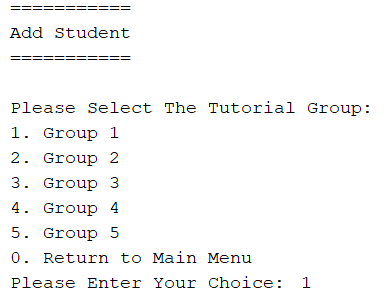 ===========
Add Student
===========
Please Select The Tutorial Group:
1. Group 1
2. Group 2
3. Group 3
4. Group 4
5. Group 5
0. Return to Main Menu
Please Enter Your Choice: 1